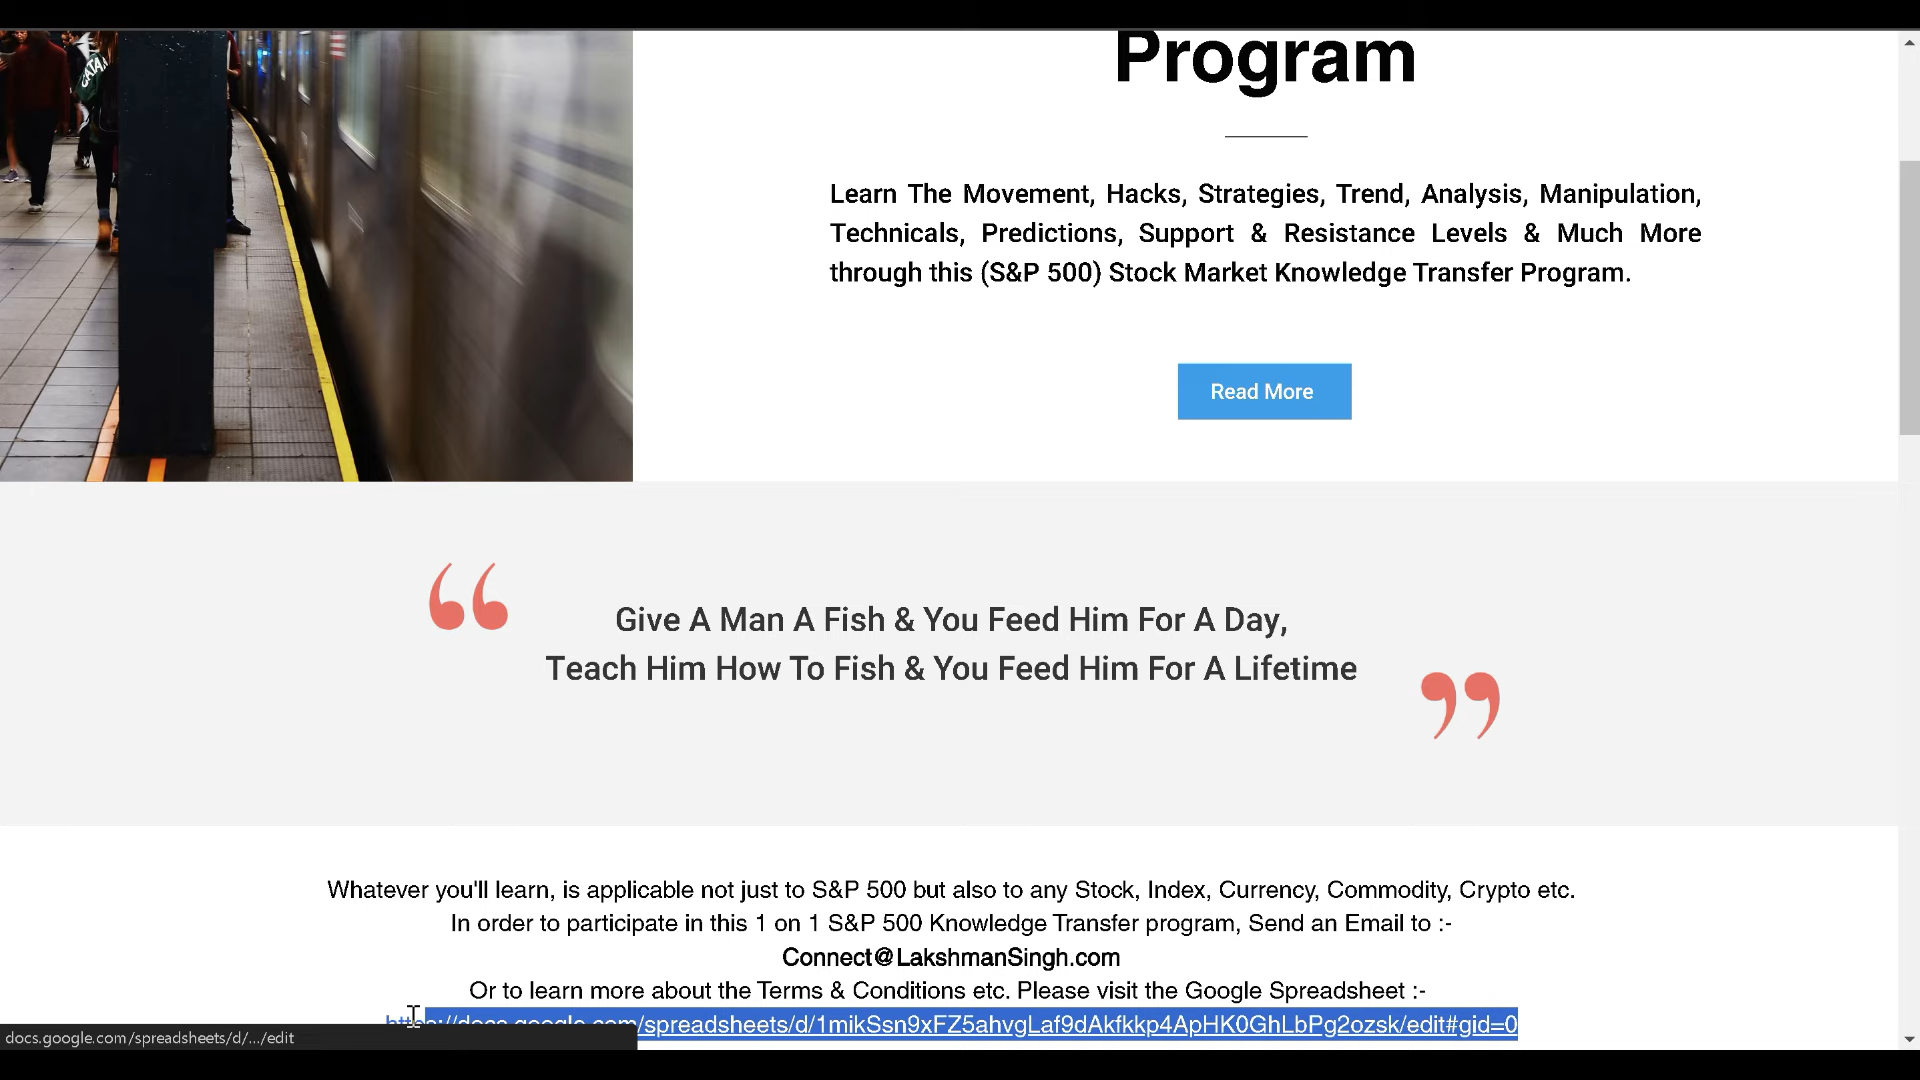 Program
Learn The Movement, Hacks, Strategies, Trend, Analysis, Manipulation,
Technicals, Predictions, Support & Resistance Levels & Much More
through this (S&P 500) Stock Market Knowledge Transfer Program.
Read More
“
Give A Man A Fish & You Feed Him For A Day,
Teach Him How To Fish & You Feed Him For A Lifetime
”
Whatever you'll learn, is applicable not just to S&P 500 but also to any Stock, Index, Currency, Commodity, Crypto etc.
In order to participate in this 1 on 1 S&P 500 Knowledge Transfer program, Send an Email to :-
Connect@LakshmanSingh.com
Or to learn more about the Terms & Conditions etc. Please visit the Google Spreadsheet :-
https://docs.google.com/spreadsheets/d/1mikSsn9xFZ5ahvgLaf9dAkfkkp4ApHK0GhLbPg2ozsk/edit#gid=0
docs.google.com/spreadsheets/d/.../edit